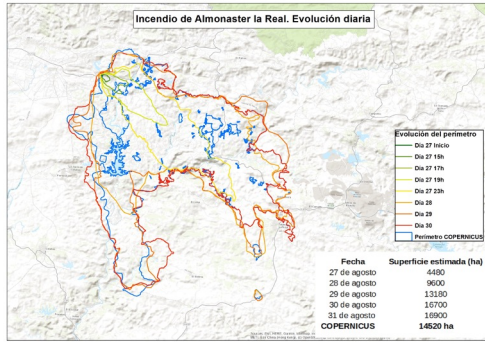 Incendio de Almonaster la Real. Evolución diaria
Evolución del perímetro
Día 27 Inicio
Día 27 15h
Día 27 17h
Día 27 19h
Día 27 23h
Día 28
Día 29
Día 30
Perímetro COPERNICUS
Fecha Superficie estimada (ha)
27 de agosto 4480
28 de agosto 9600
29 de agosto 13180
30 de agosto 16700
31 de agosto 16900
COPERNICUS 14520 ha